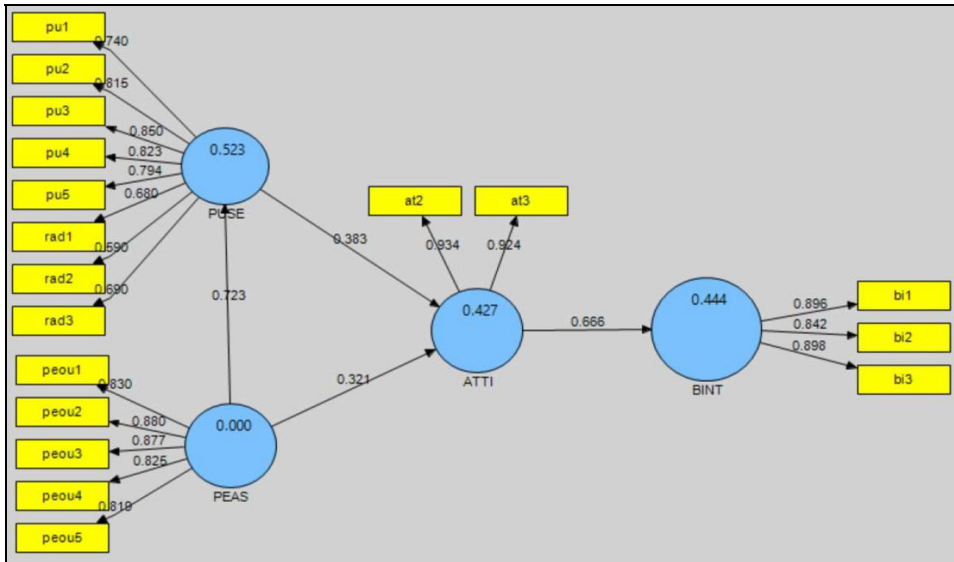 pu1
0.740
pu2
0.815
pu3
0.850
pu4
0.823
pu5
0.794
0.680
rad1
rad2
0.590
rad3
0.690
0.523
PUSE
at2
at3
0.934
0.924
0.383
0.723
0.427
ATTI
0.666
0.444
BINT
0.896
bi1
0.842
bi2
0.898
bi3
0.321
peou1
0.830
peou2
0.880
peou3
0.877
peou4
0.825
peou5
0.819
0.000
PEAS